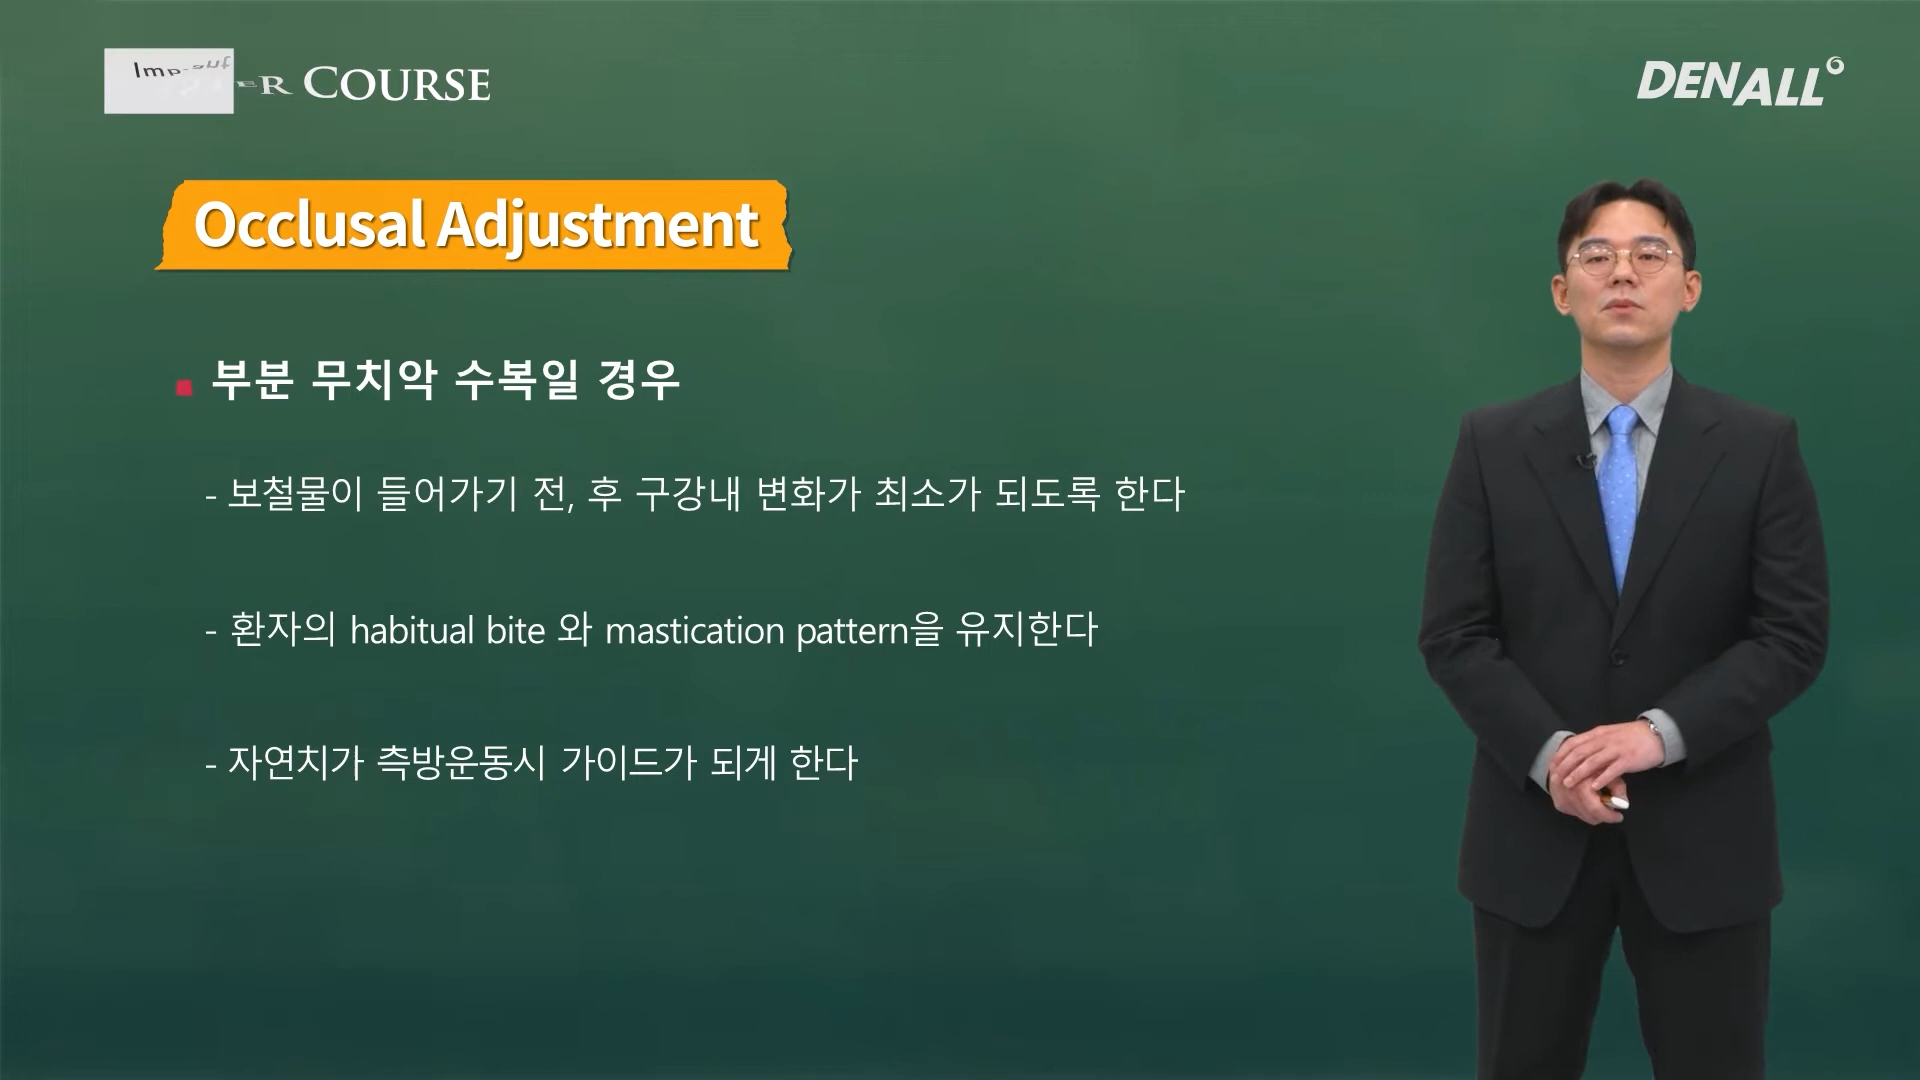 COURSE
DENALL
Occlusal Adjustment
부분 무치악 수복일 경우
- 보철물이 들어가기 전, 후 구강내 변화가 최소가 되도록 한다
- 환자의 habitual bite 와 mastication pattern을 유지한다
- 자연치가 측방운동시 가이드가 되게 한다